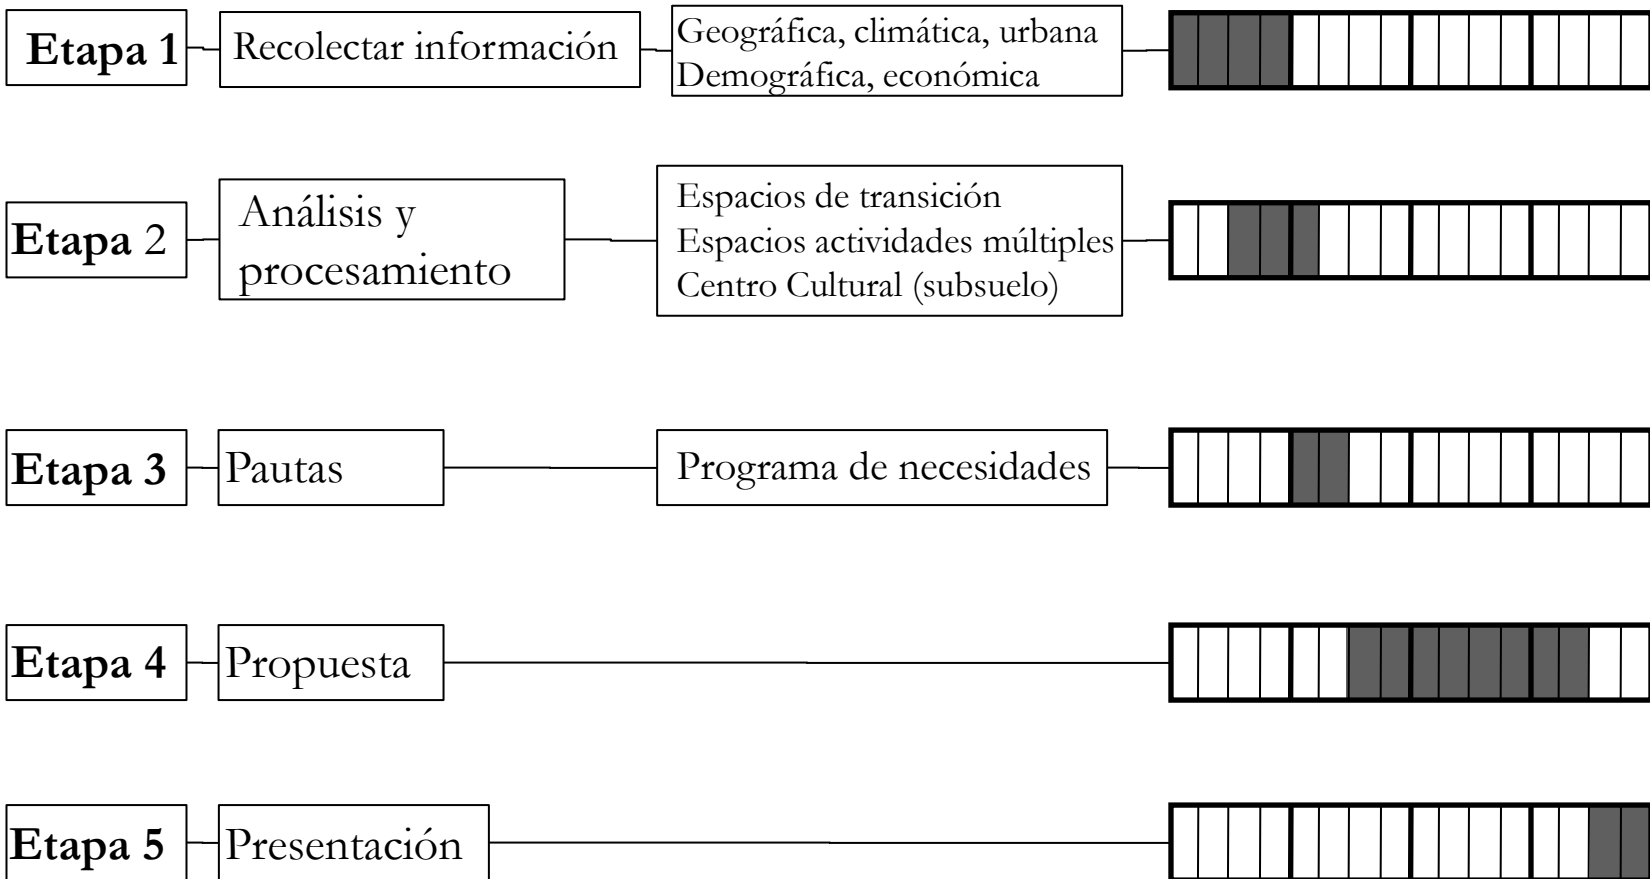 Etapa 1
Recolectar información
Geográfica, climática, urbana
Demográfica, económica
Etapa 2
Análisis y
procesamiento
Espacios de transición
Espacios actividades múltiples
Centro Cultural (subsuelo)
Etapa 3
Pautas
Programa de necesidades
Etapa 4
Propuesta
Etapa 5
Presentación